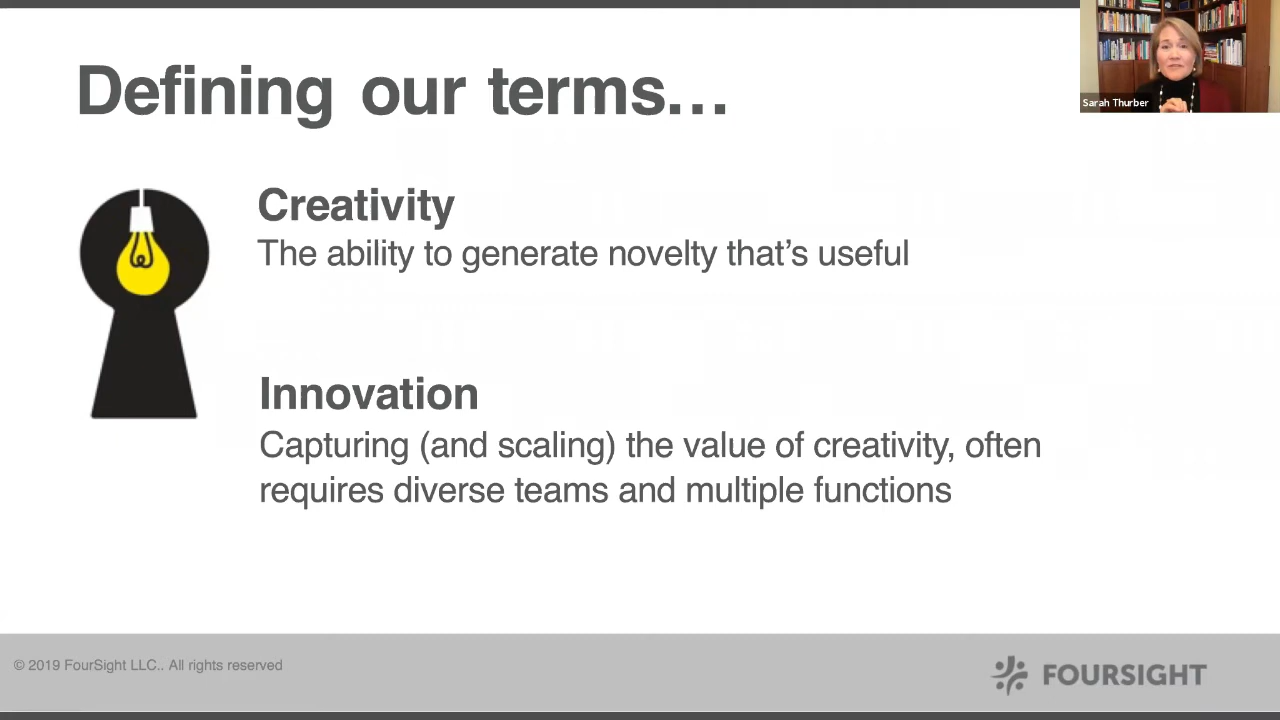 Defining our terms…
Sarah Thurber
Creativity
The ability to generate novelty that’s useful
Innovation
Capturing (and scaling) the value of creativity, often
requires diverse teams and multiple functions
© 2019 FourSight LLC.. All rights reserved
FOURSIGHT